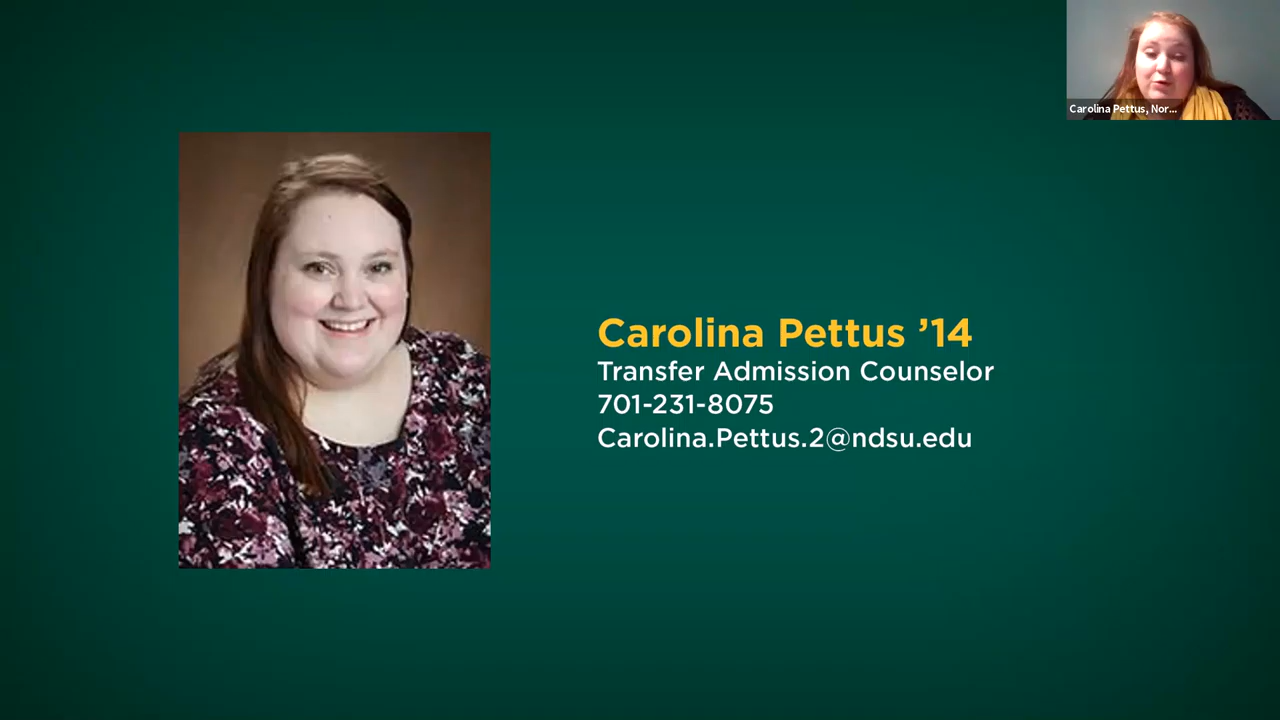 Carolina Pettus, Nor...
Carolina Pettus ’14
Transfer Admission Counselor
701-231-8075
Carolina.Pettus.2@ndsu.edu